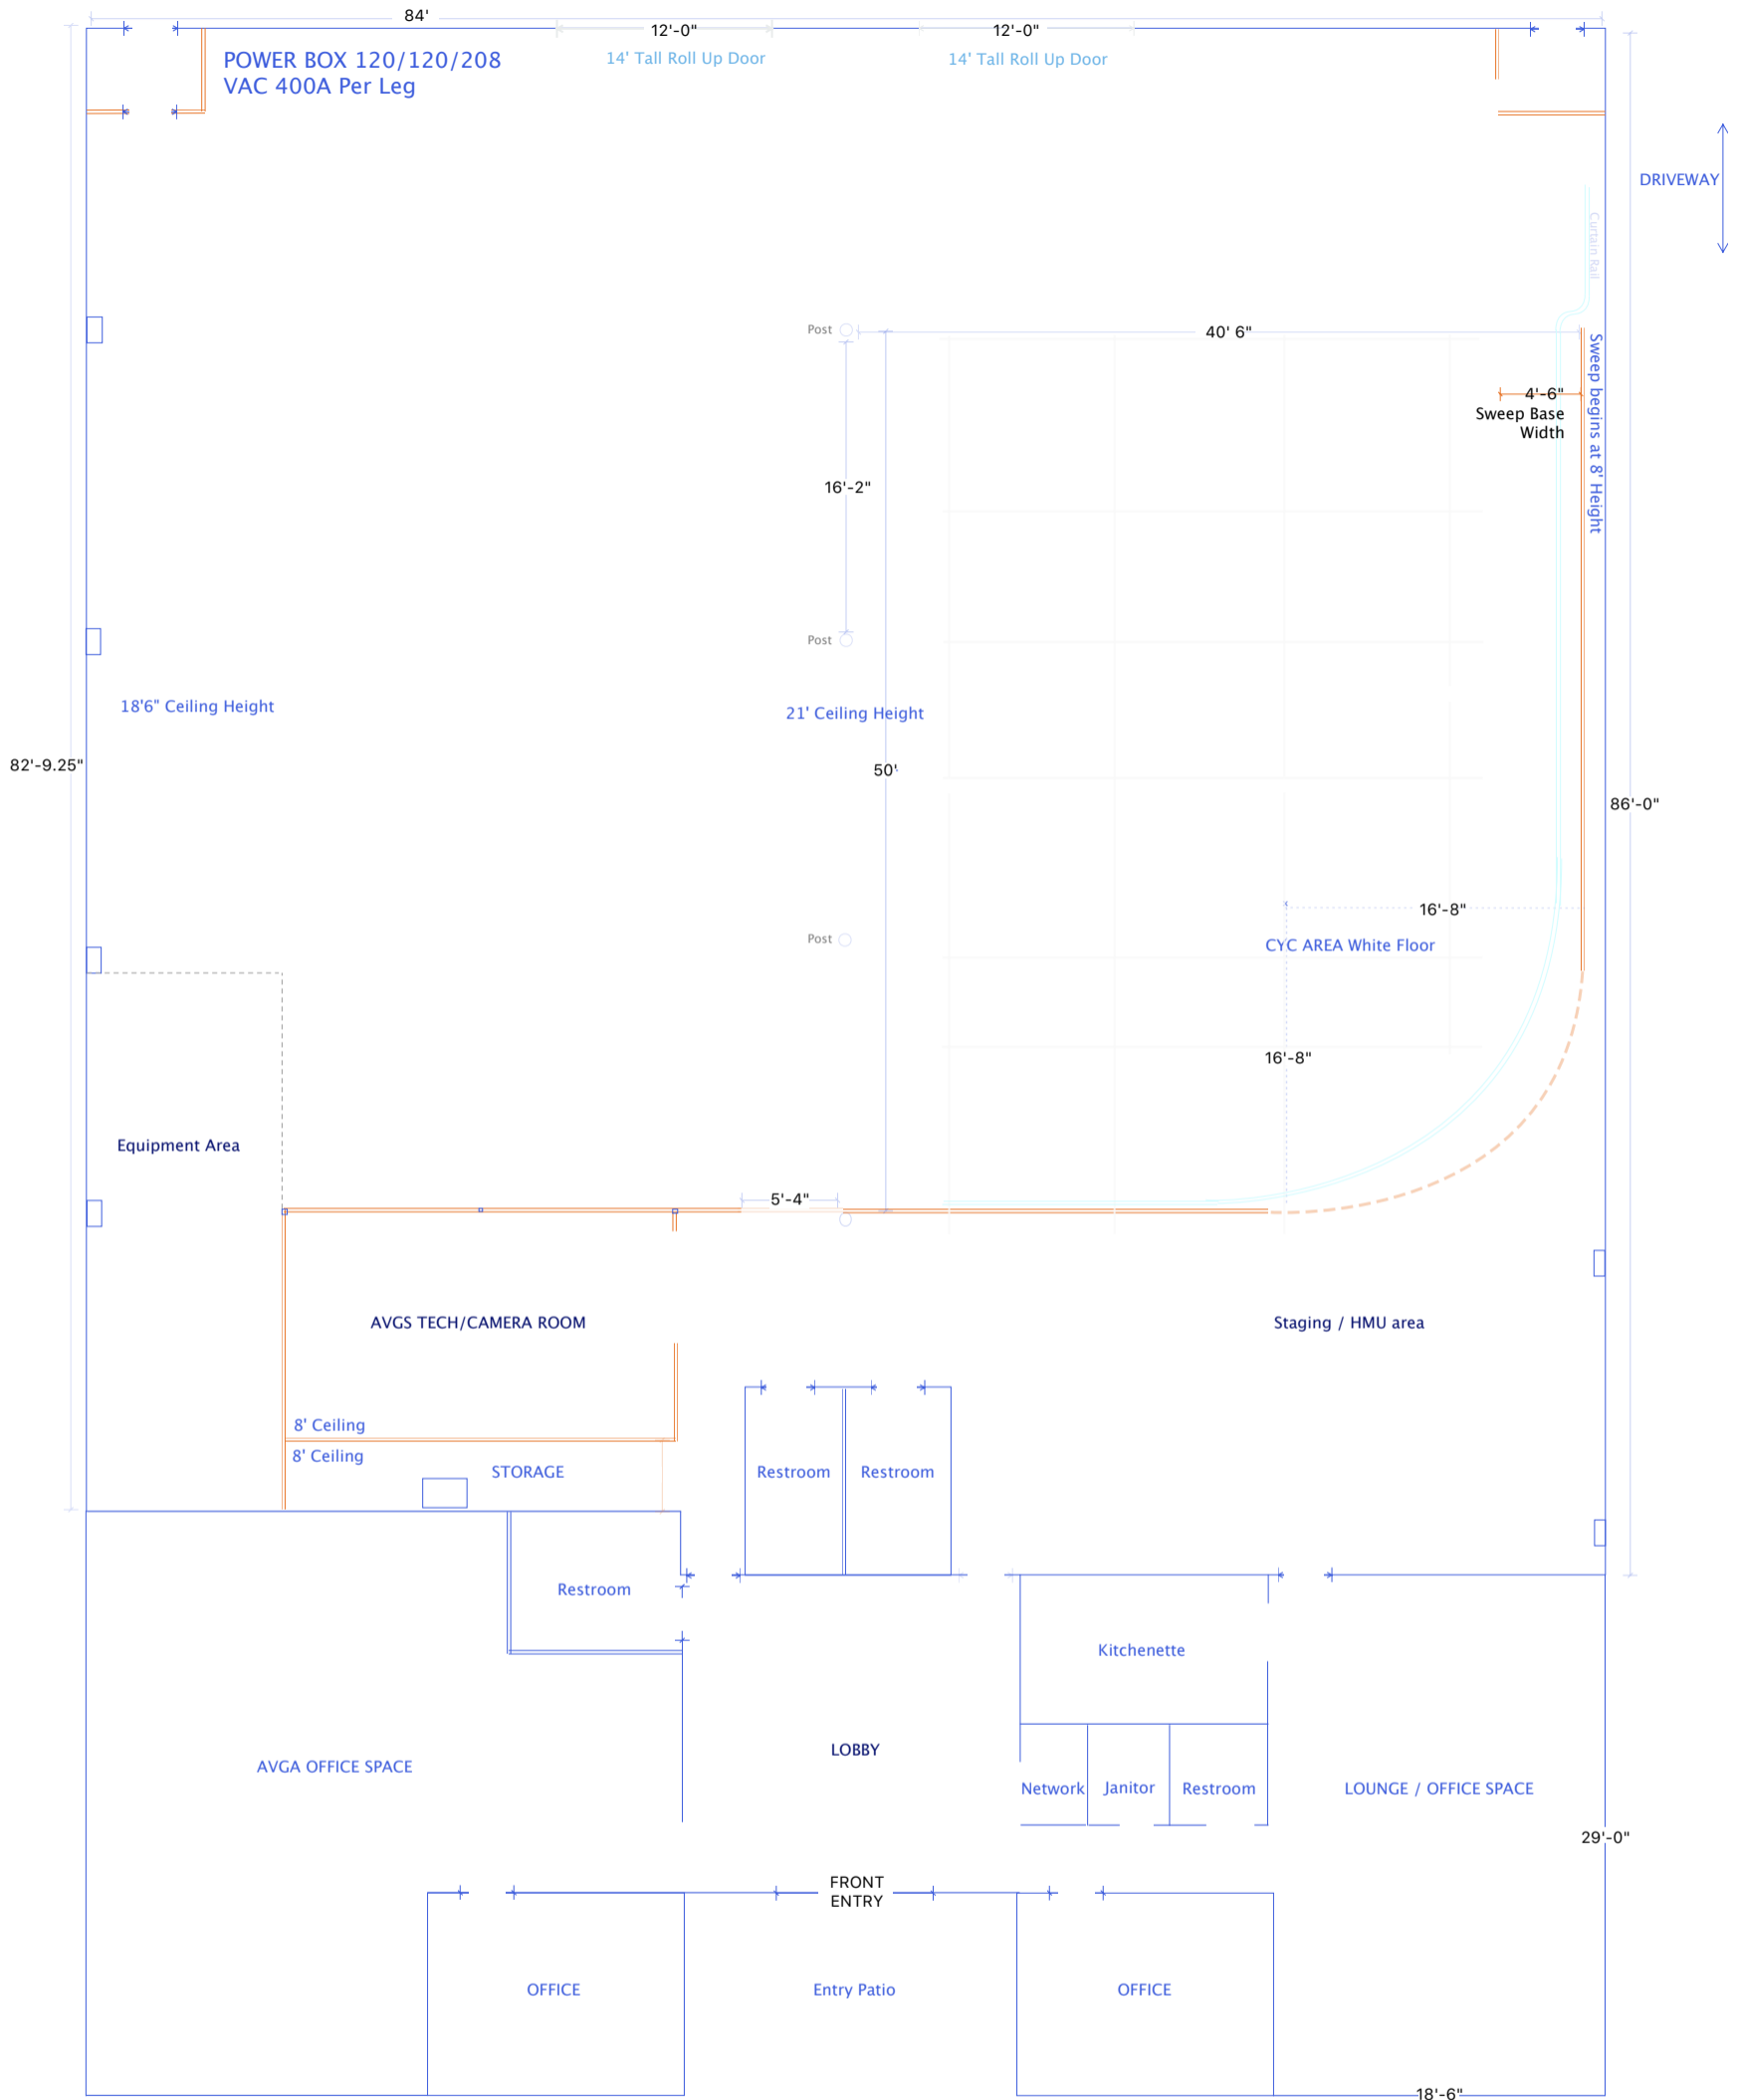 84'
12'-0"
12'-0"
POWER BOX 120/120/208
VAC 400A Per Leg
14' Tall Roll Up Door
14' Tall Roll Up Door
DRIVEWAY
Curtain Rail
Post
40' 6"
Sweep begins at 8' Height
4'-6"
Sweep Base
Width
16'-2"
Post
18'6" Ceiling Height
21' Ceiling Height
82'-9.25"
50'
86'-0"
16'-8"
Post
CYC AREA White Floor
16'-8"
Equipment Area
5'-4"
AVGS TECH/CAMERA ROOM
Staging / HMU area
8' Ceiling
8' Ceiling
STORAGE
Restroom
Restroom
Restroom
Kitchenette
LOBBY
AVGA OFFICE SPACE
Network
Janitor
Restroom
LOUNGE / OFFICE SPACE
29'-0"
FRONT
ENTRY
OFFICE
Entry Patio
OFFICE
18'-6"